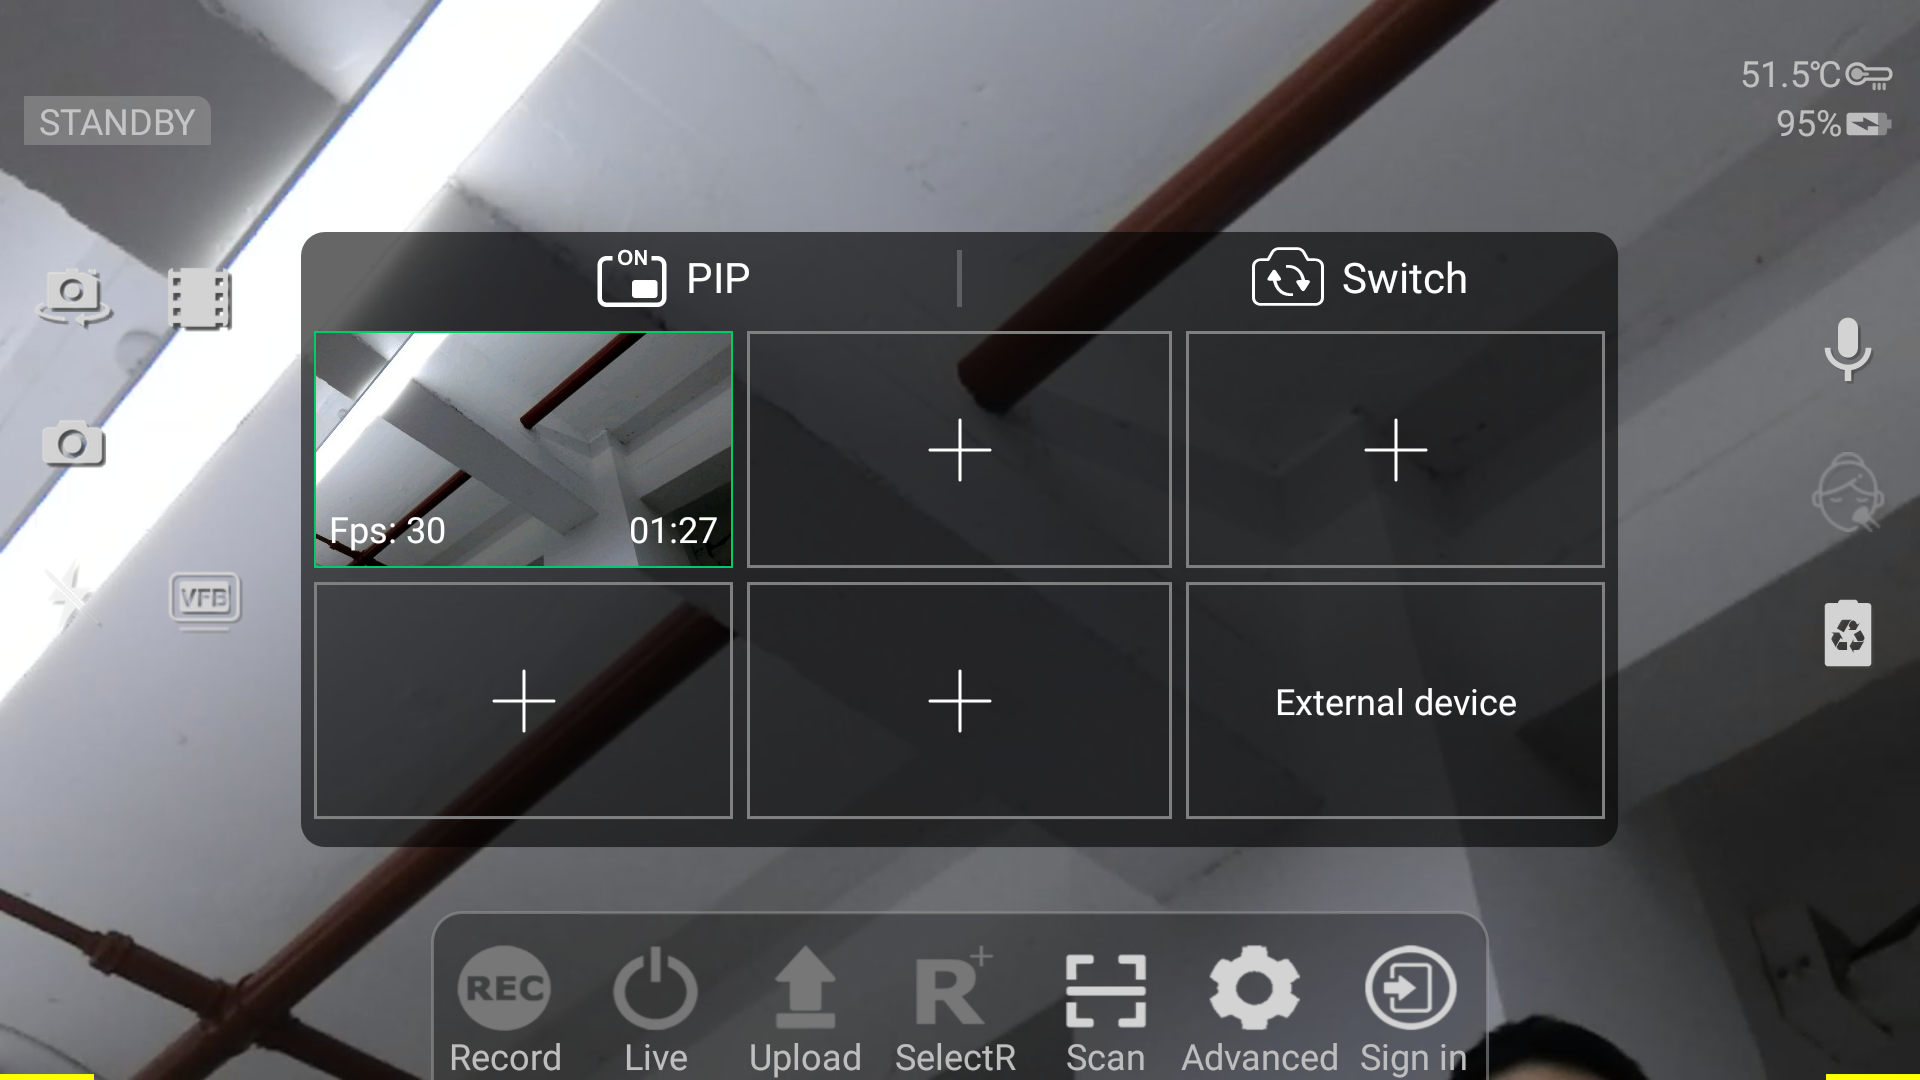 51.5℃
STANDBY
95%
ON
PIP
Switch
Fps: 30
01:27
VFB
External device
REC
R+
Record
Live
Upload
SelectR
Scan
Advanced
Sign in